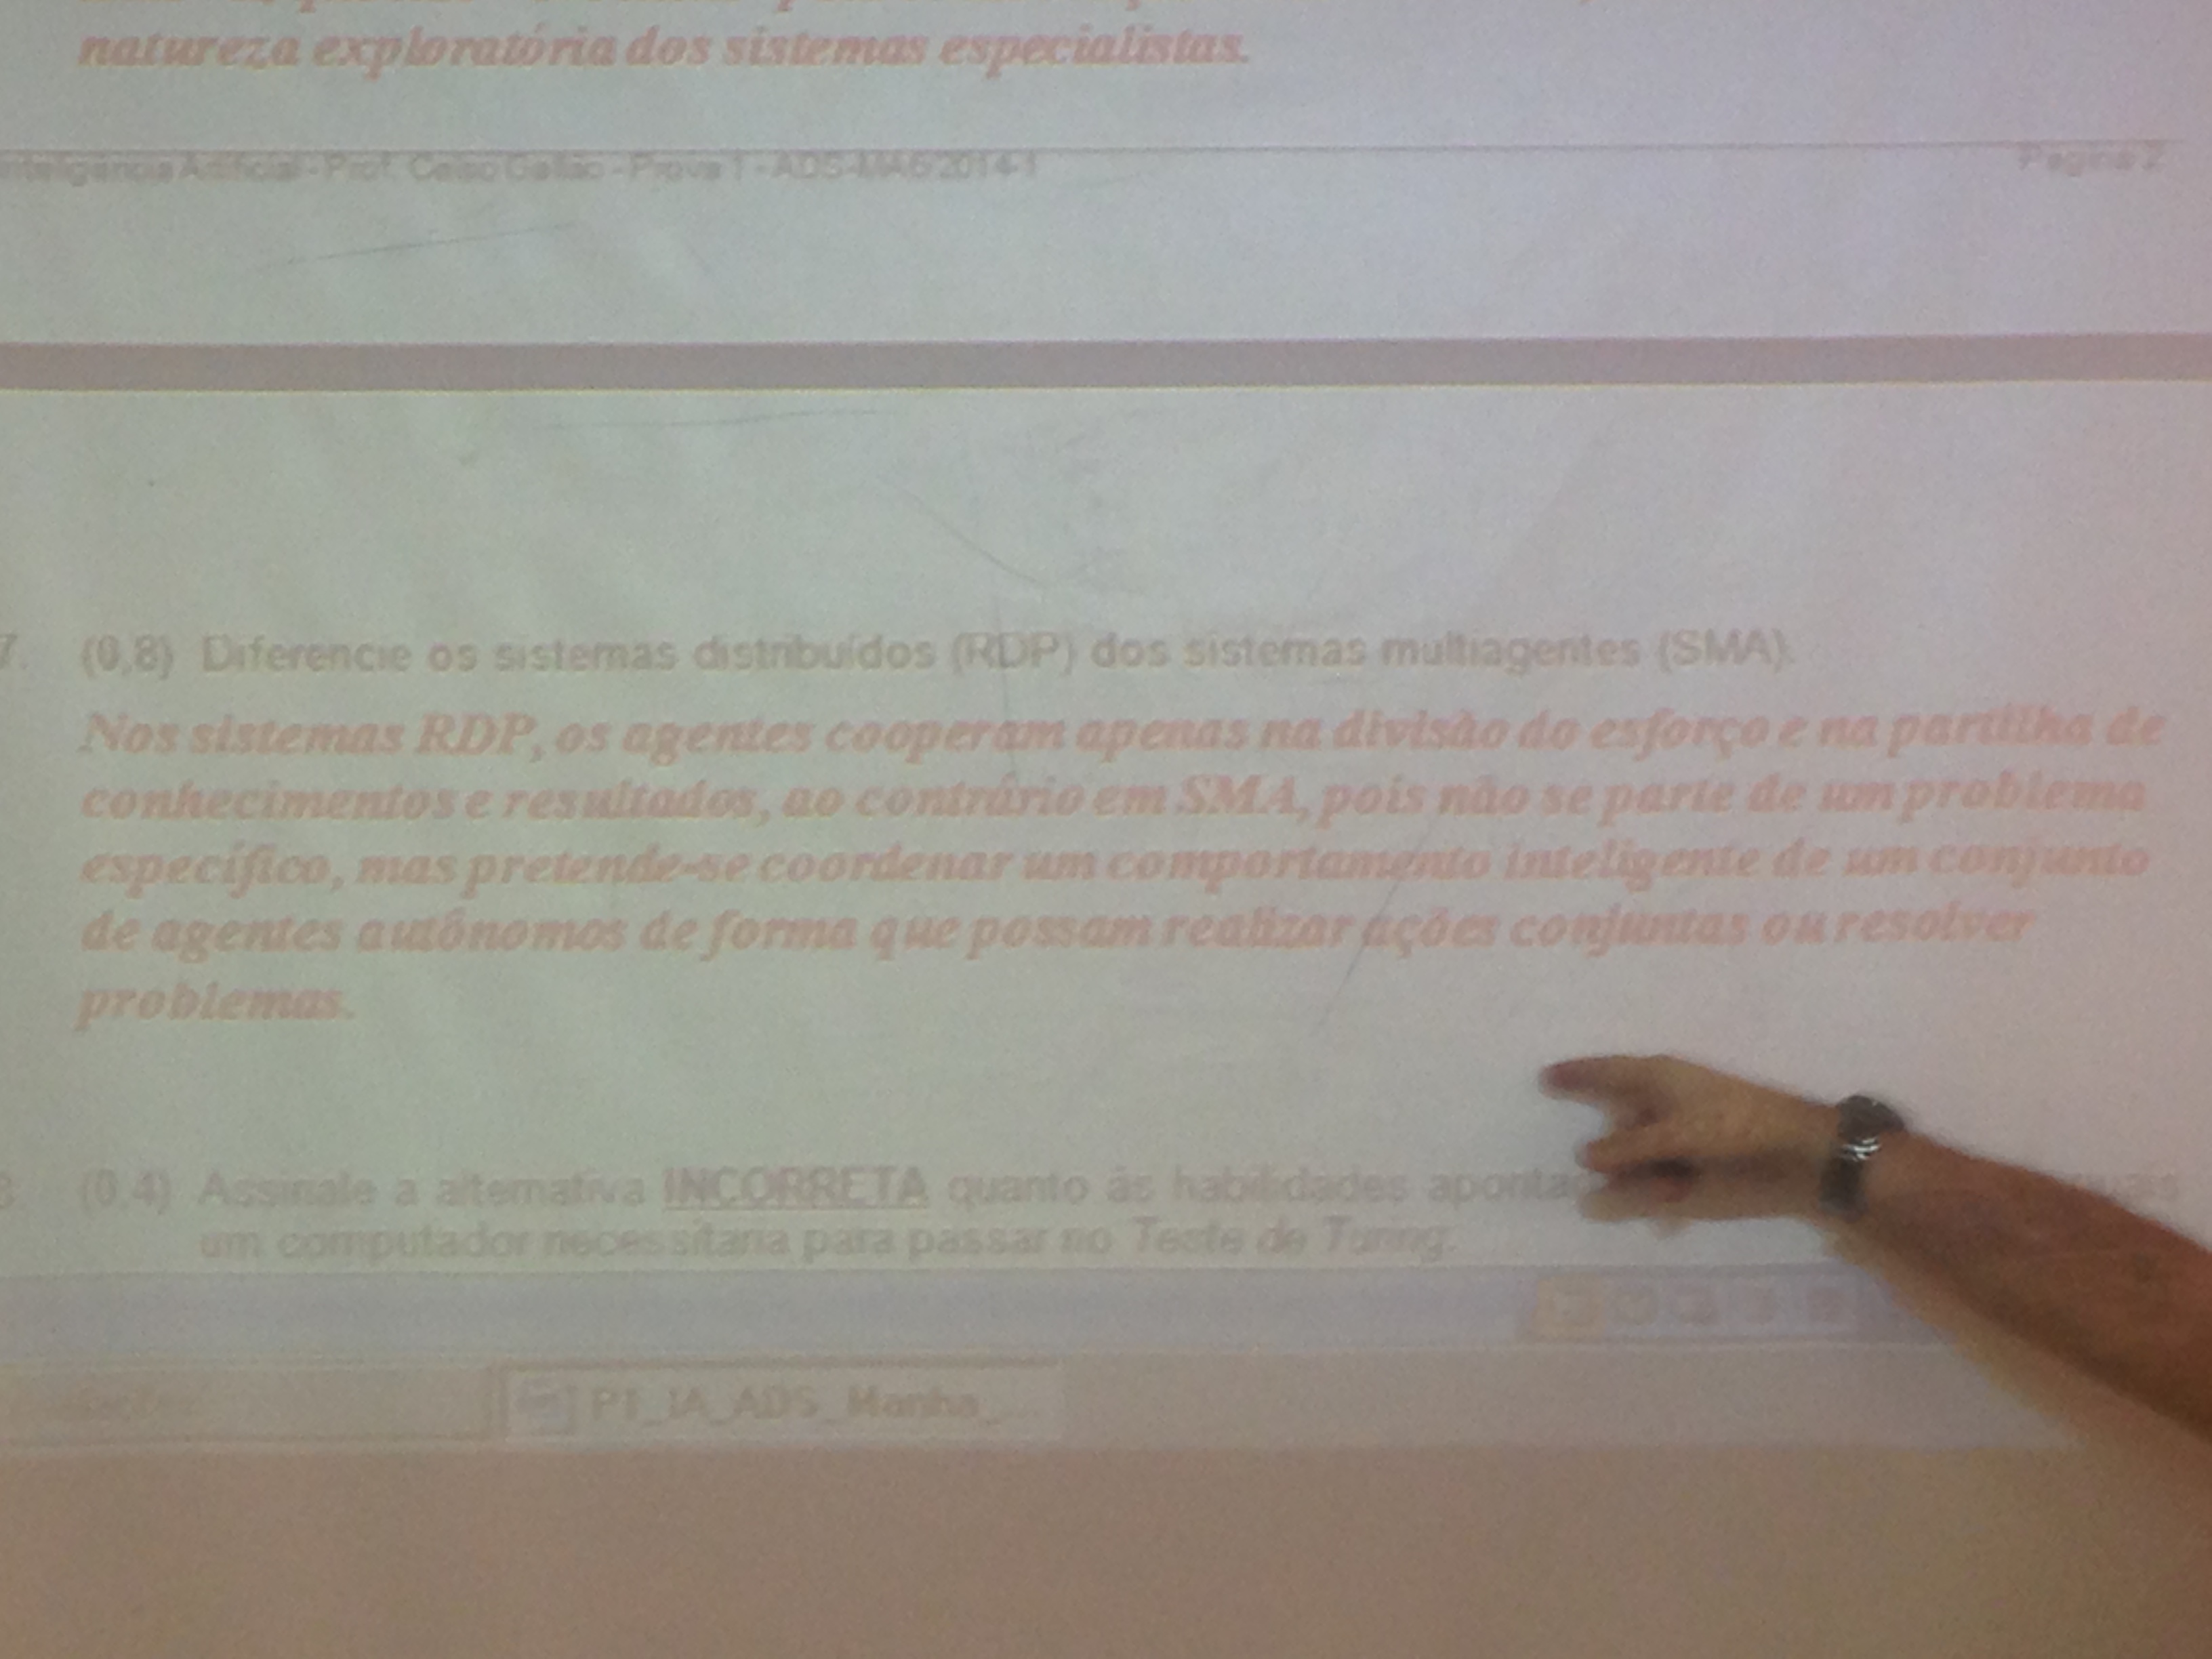 natureza exploratória dos sistemas especialistas.
Inteligência Artificial - Prof. Celso Gallão - Prova 1 - ADS-MA6/2014-1 Página 2
7. (0,8) Diferencie os sistemas distribuídos (RDP) dos sistemas multiagentes (SMA).
Nos sistemas RDP, os agentes cooperam apenas na divisão do esforço e na partilha de
conhecimentos e resultados, ao contrário em SMA, pois não se parte de um problema
específico, mas pretende-se coordenar um comportamento inteligente de um conjunto
de agentes autônomos de forma que possam realizar ações conjuntas ou resolver
problemas.
8 (0,4) Assinale a alternativa INCORRETA quanto às habilidades aponta
um computador necessitaria para passar no Teste de Turing.
P1_IA_ADS_Manha_...